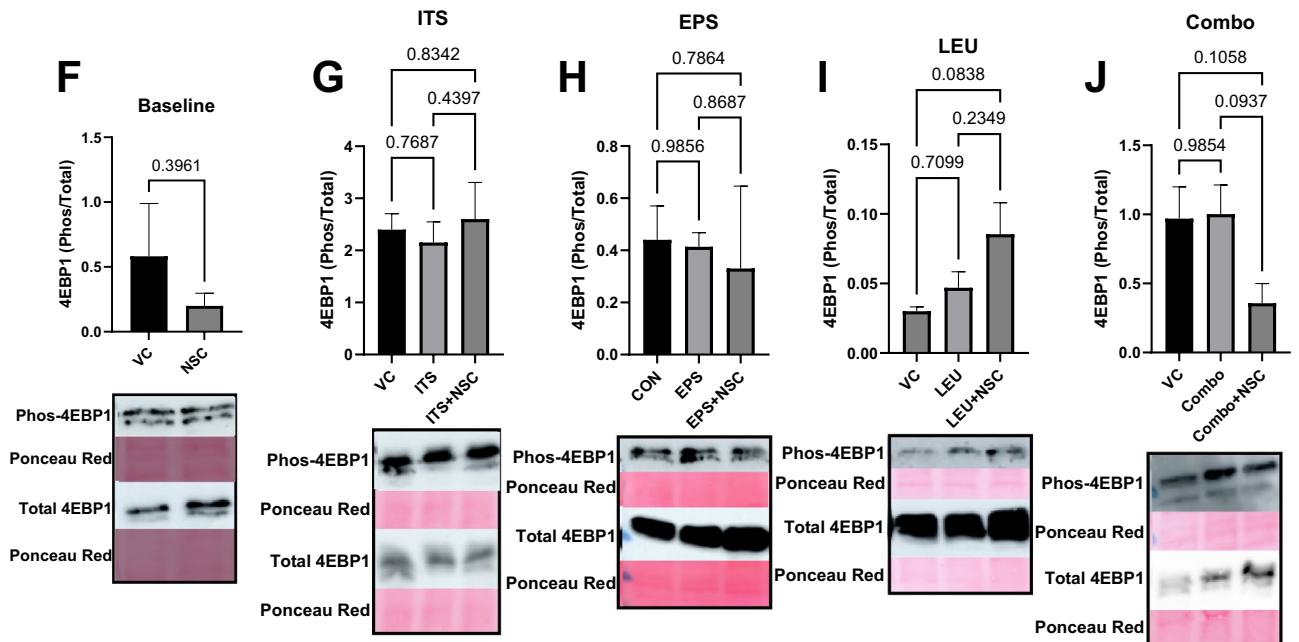 F
Baseline
0.3961
4EBP1 (Phos/Total)
1.5
1.0
0.5
0.0
VC
NSC
Phos-4EBP1
Ponceau Red
Total 4EBP1
Ponceau Red
G
ITS
0.8342
0.4397
0.7687
4EBP1 (Phos/Total)
4
3
2
1
0
VC
ITS
ITS+NSC
Phos-4EBP1
Ponceau Red
Total 4EBP1
Ponceau Red
H
EPS
0.7864
0.8687
0.9856
4EBP1 (Phos/Total)
0.8
0.6
0.4
0.2
0.0
CON
EPS
EPS+NSC
Phos-4EBP1
Ponceau Red
Total 4EBP1
Ponceau Red
I
LEU
0.0838
0.2349
0.7099
4EBP1 (Phos/Total)
0.15
0.10
0.05
0.00
VC
LEU
LEU+NSC
Phos-4EBP1
Ponceau Red
Total 4EBP1
Ponceau Red
J
Combo
0.1058
0.0937
0.9854
4EBP1 (Phos/Total)
1.5
1.0
0.5
0.0
VC
Combo
Combo+NSC
Phos-4EBP1
Ponceau Red
Total 4EBP1
Ponceau Red